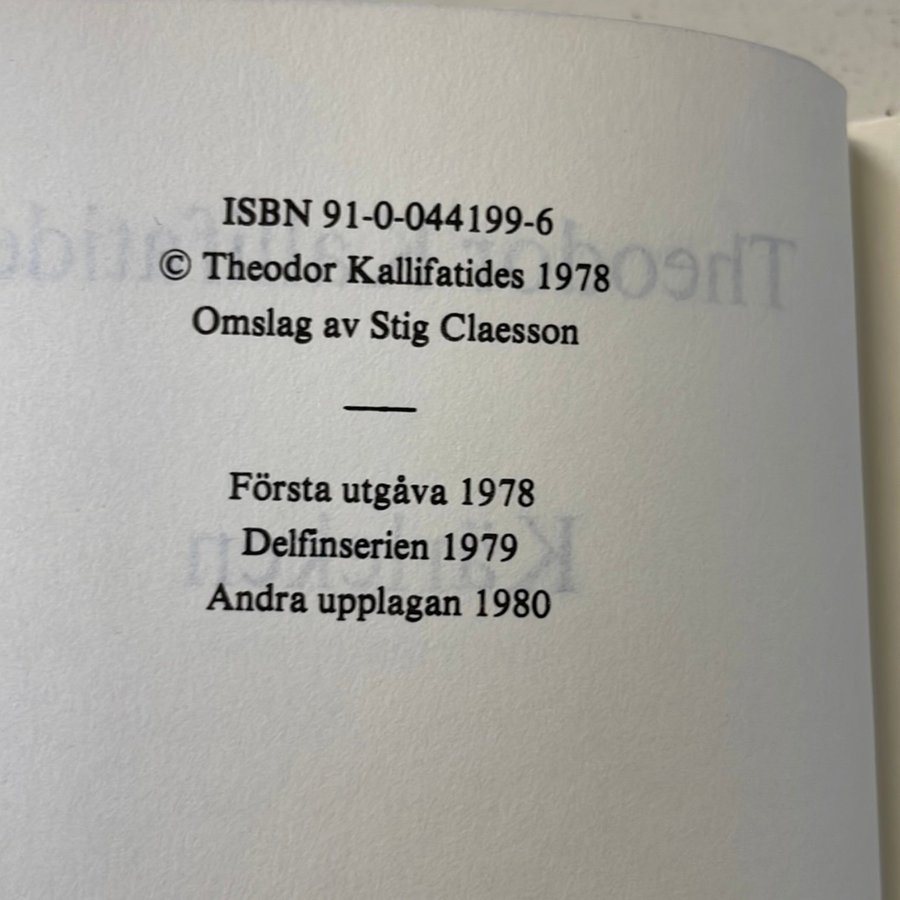 ISBN 91-0-044199-6
© Theodor Kallifatides 1978
Omslag av Stig Claesson
Första utgåva 1978
Delfinserien 1979
Andra upplagan 1980